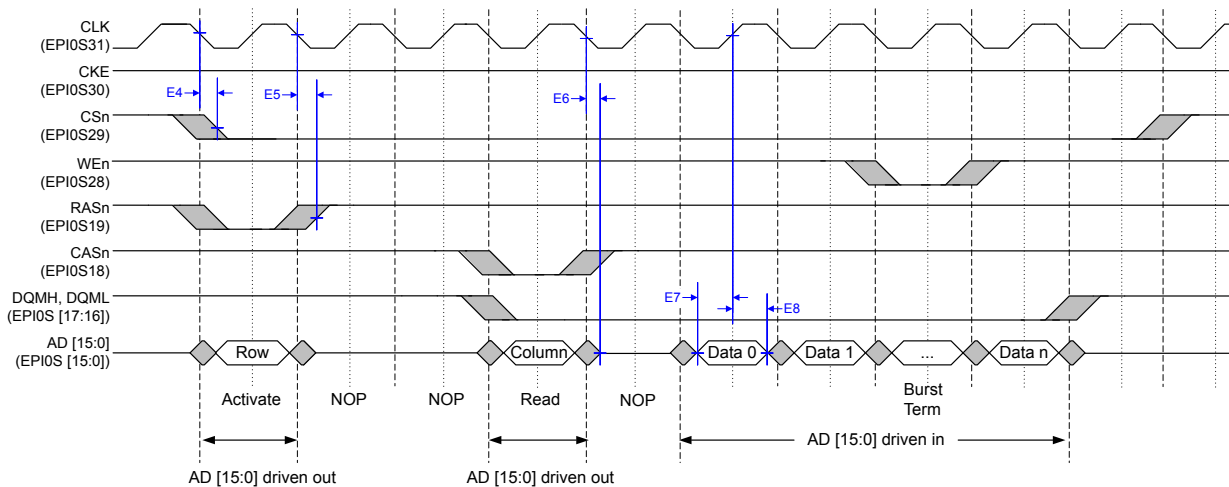 CLK
(EPI0S31)
CKE
(EPI0S30)
E4
E5
E6
CSn
(EPI0S29)
WEn
(EPI0S28)
RASn
(EPI0S19)
CASn
(EPI0S18)
DQMH, DQML
(EPI0S [17:16])
E7
E8
AD [15:0]
(EPI0S [15:0])
Row
Column
Data 0
Data 1
...
Data n
Activate
NOP
NOP
Read
NOP
Burst
Term
AD [15:0] driven in
AD [15:0] driven out
AD [15:0] driven out